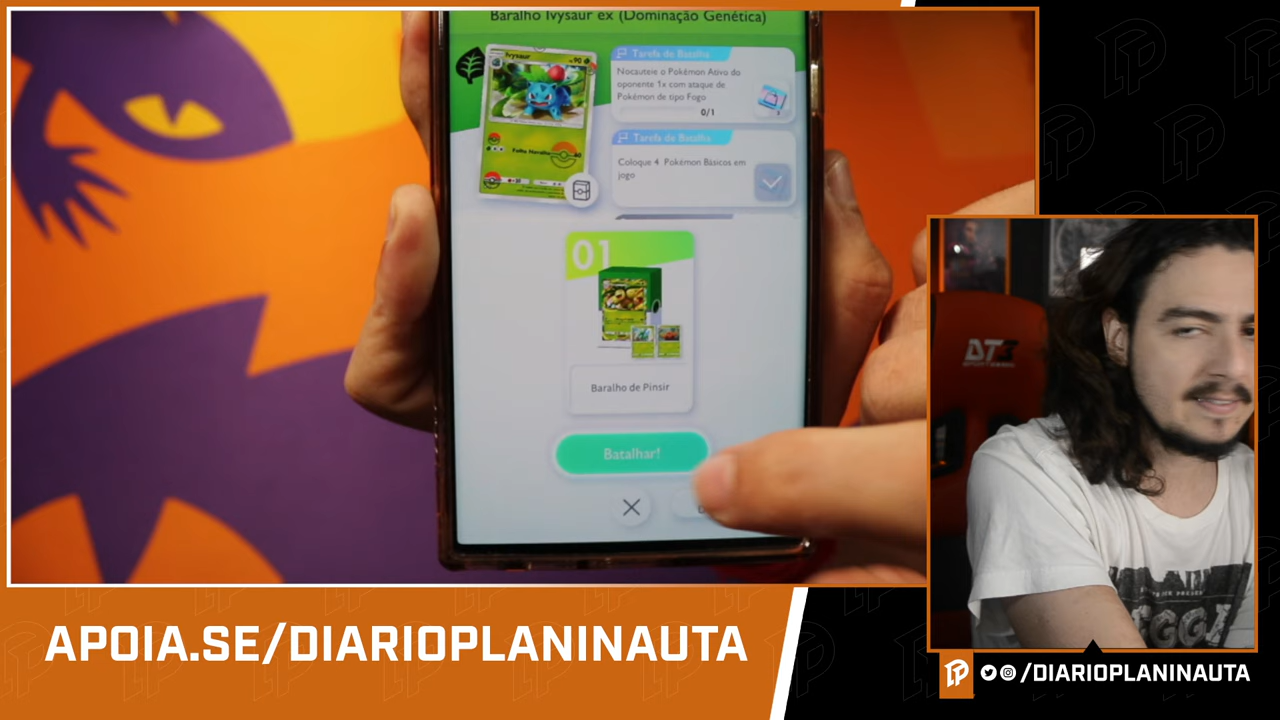 Baralho Ivysaur ex (Dominação Genética)
Ivysaur
90
Tarefa de Batalha
Nocauteie o Pokémon Ativo do
oponente 1x com ataque de
Pokémon de tipo Fogo
0/1
Tarefa de Batalha
Coloque 4 Pokémon Básicos em
jogo
01
Baralho de Pinsir
Batalhar!
DT3
APOIA.SE/DIARIOPLANINAUTA
/DIARIOPLANINAUTA